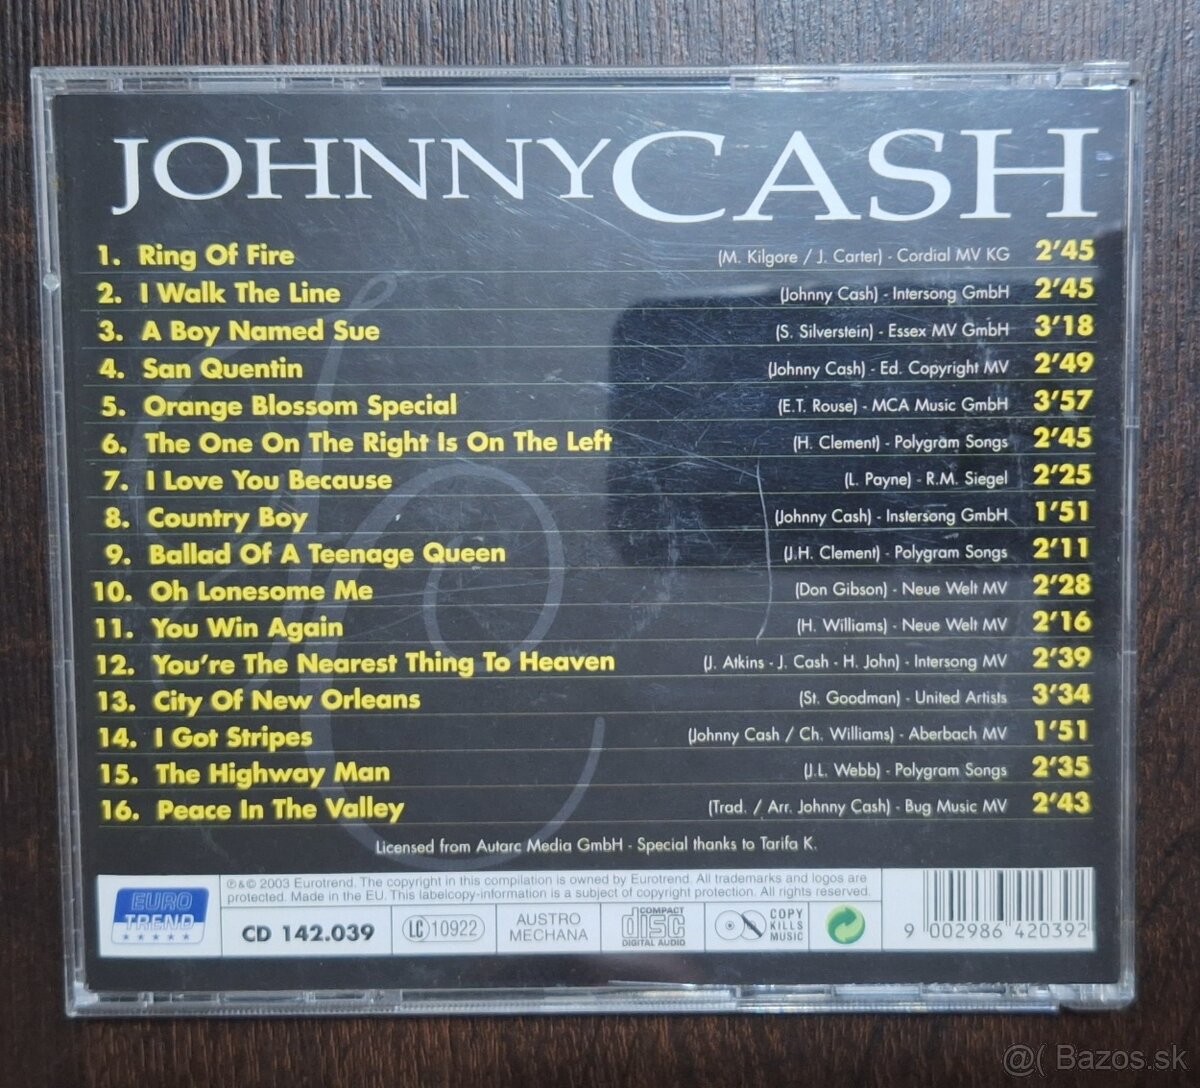 JOHNNY CASH
1. Ring Of Fire (M. Kilgore / J. Carter) - Cordial MV KG 2'45
2. I Walk The Line (Johnny Cash) - Intersong GmbH 2'45
3. A Boy Named Sue (S. Silverstein) - Essex MV GmbH 3'18
4. San Quentin (Johnny Cash) - Ed. Copyright MV 2'49
5. Orange Blossom Special (E.T. Rouse) - MCA Music GmbH 3'57
6. The One On The Right Is On The Left (H. Clement) - Polygram Songs 2'45
7. I Love You Because (L. Payne) - R.M. Siegel 2'25
8. Country Boy (Johnny Cash) - Instersong GmbH 1'51
9. Ballad Of A Teenage Queen (J.H. Clement) - Polygram Songs 2'11
10. Oh Lonesome Me (Don Gibson) - Neue Welt MV 2'28
11. You Win Again (H. Williams) - Neue Welt MV 2'16
12. You're The Nearest Thing To Heaven (J. Atkins - J. Cash - H. John) - Intersong MV 2'39
13. City Of New Orleans (St. Goodman) - United Artists 3'34
14. I Got Stripes (Johnny Cash / Ch. Williams) - Aberbach MV 1'51
15. The Highway Man (J.L. Webb) - Polygram Songs 2'35
16. Peace In The Valley (Trad. / Arr. Johnny Cash) - Bug Music MV 2'43
Licensed from Autarc Media GmbH - Special thanks to Tarifa K.
EURO
TREND
℗&© 2003 Eurotrend. The copyright in this compilation is owned by Eurotrend. All trademarks and logos are
protected. Made in the EU. This labelcopy-information is a subject of copyright protection. All rights reserved.
CD 142.039
LC 10922
AUSTRO
MECHANA
COMPACT
disc
DIGITAL AUDIO
COPY
KILLS
MUSIC
9 002986 420392
@( Bazos.sk